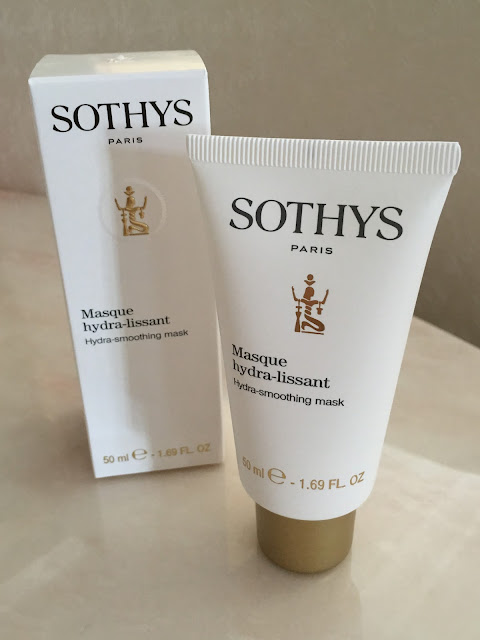 SOTHYS
PARIS
Masque
hydra-lissant
Hydra-smoothing mask
50 ml ℮ - 1.69 FL. OZ
SOTHYS
PARIS
Masque
hydra-lissant
Hydra-smoothing mask
50 ml ℮ - 1.69 FL. OZ